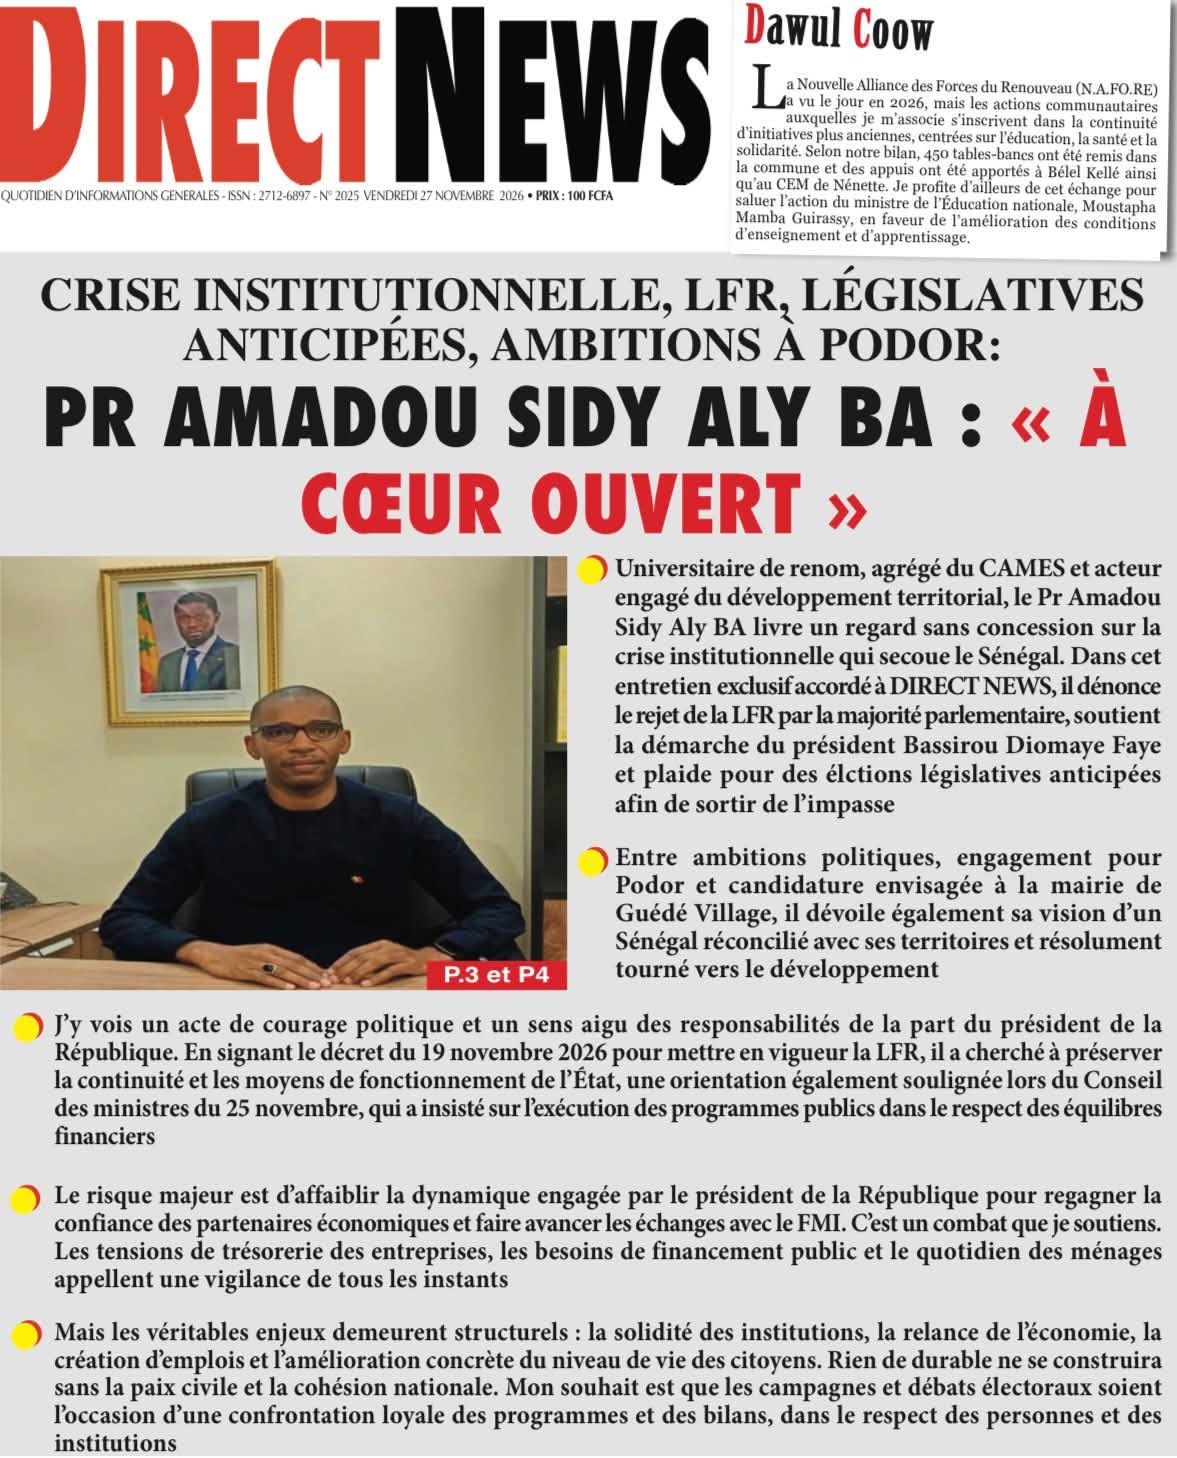 DIRECT NEWS
QUOTIDIEN D'INFORMATIONS GENERALES - ISSN : 2712-6897 - N° 2025 VENDREDI 27 NOVEMBRE 2026 • PRIX : 100 FCFA
Dawul Coow
La Nouvelle Alliance des Forces du Renouveau (N.A.FO.RE)
a vu le jour en 2026, mais les actions communautaires
auxquelles je m'associe s'inscrivent dans la continuité
d'initiatives plus anciennes, centrées sur l'éducation, la santé et la
solidarité. Selon notre bilan, 450 tables-bancs ont été remis dans
la commune et des appuis ont été apportés à Bélel Kellé ainsi
qu'au CEM de Nénette. Je profite d'ailleurs de cet échange pour
saluer l'action du ministre de l'Éducation nationale, Moustapha
Mamba Guirassy, en faveur de l'amélioration des conditions
d'enseignement et d'apprentissage.
CRISE INSTITUTIONNELLE, LFR, LÉGISLATIVES
ANTICIPÉES, AMBITIONS À PODOR:
PR AMADOU SIDY ALY BA : « À
CŒUR OUVERT »
Universitaire de renom, agrégé du CAMES et acteur
engagé du développement territorial, le Pr Amadou
Sidy Aly BA livre un regard sans concession sur la
crise institutionnelle qui secoue le Sénégal. Dans cet
entretien exclusif accordé à DIRECT NEWS, il dénonce
le rejet de la LFR par la majorité parlementaire, soutient
la démarche du président Bassirou Diomaye Faye
et plaide pour des élctions législatives anticipées
afin de sortir de l'impasse
Entre ambitions politiques, engagement pour
Podor et candidature envisagée à la mairie de
Guédé Village, il dévoile également sa vision d'un
Sénégal réconcilié avec ses territoires et résolument
tourné vers le développement
P.3 et P4
J'y vois un acte de courage politique et un sens aigu des responsabilités de la part du président de la
République. En signant le décret du 19 novembre 2026 pour mettre en vigueur la LFR, il a cherché à préserver
la continuité et les moyens de fonctionnement de l'État, une orientation également soulignée lors du Conseil
des ministres du 25 novembre, qui a insisté sur l'exécution des programmes publics dans le respect des équilibres
financiers
Le risque majeur est d'affaiblir la dynamique engagée par le président de la République pour regagner la
confiance des partenaires économiques et faire avancer les échanges avec le FMI. C'est un combat que je soutiens.
Les tensions de trésorerie des entreprises, les besoins de financement public et le quotidien des ménages
appellent une vigilance de tous les instants
Mais les véritables enjeux demeurent structurels : la solidité des institutions, la relance de l'économie, la
création d'emplois et l'amélioration concrète du niveau de vie des citoyens. Rien de durable ne se construira
sans la paix civile et la cohésion nationale. Mon souhait est que les campagnes et débats électoraux soient
l'occasion d'une confrontation loyale des programmes et des bilans, dans le respect des personnes et des
institutions